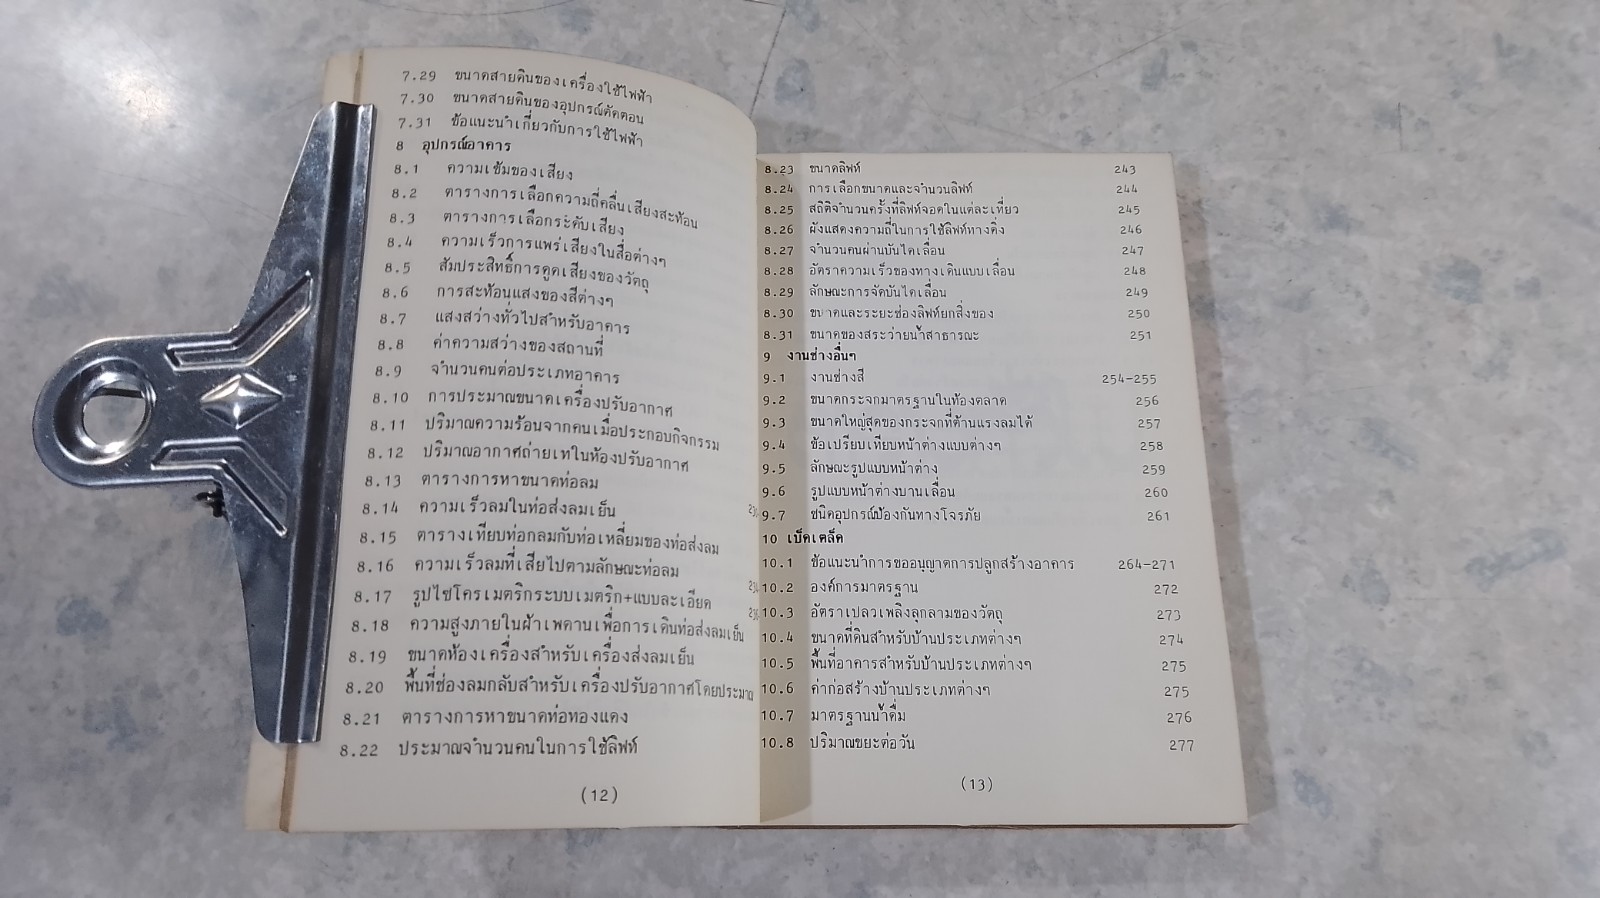 7.29 ขนาดสายดินของเครื่องใช้ไฟฟ้า
7.30 ขนาดสายดินของอุปกรณ์ตัดตอน
7.31 ข้อแนะนำเกี่ยวกับการใช้ไฟฟ้า
8 อุปกรณ์อาคาร
8.1 ความเข้มของเสียง
8.2 ตารางการเลือกความถี่คลื่นเสียงสะท้อน
8.3 ตารางการเลือกระดับเสียง
8.4 ความเร็วการแพร่เสียงในสื่อต่างๆ
8.5 สัมประสิทธิ์การดูดเสียงของวัตถุ
8.6 การสะท้อนแสงของสีต่างๆ
8.7 แสงสว่างทั่วไปสำหรับอาคาร
8.8 ค่าความสว่างของสถานที่
8.9 จำนวนคนต่อประเภทอาคาร
8.10 การประมาณขนาดเครื่องปรับอากาศ
8.11 ปริมาณความร้อนจากคนเมื่อประกอบกิจกรรม
8.12 ปริมาณอากาศถ่ายเทในห้องปรับอากาศ
8.13 ตารางการหาขนาดท่อลม
8.14 ความเร็วลมในท่อส่งลมเย็น
8.15 ตารางเทียบท่อกลมกับท่อเหลี่ยมของท่อส่งลม
8.16 ความเร็วลมที่เสียไปตามลักษณะท่อลม
8.17 รูปไซโครเมตริกระบบเมตริก+แบบละเอียด
8.18 ความสูงภายในฝ้าเพดานเพื่อการเดินท่อส่งลมเย็น
8.19 ขนาดห้องเครื่องสำหรับเครื่องส่งลมเย็น
8.20 พื้นที่ช่องลมกลับสำหรับเครื่องปรับอากาศโดยประมาณ
8.21 ตารางการหาขนาดท่อทองแดง
8.22 ประมาณจำนวนคนในการใช้ลิฟท์
(12)
8.23 ขนาดลิฟท์ 243
8.24 การเลือกขนาดและจำนวนลิฟท์ 244
8.25 สถิติจำนวนครั้งที่ลิฟท์จอดในแต่ละเที่ยว 245
8.26 ผังแสดงความถี่ในการใช้ลิฟท์ทางดิ่ง 246
8.27 จำนวนคนผ่านบันไดเลื่อน 247
8.28 อัตราความเร็วของทางเดินแบบเลื่อน 248
8.29 ลักษณะการจัดบันไดเลื่อน 249
8.30 ขนาดและระยะช่องลิฟท์ยกสิ่งของ 250
8.31 ขนาดของสระว่ายน้ำสาธารณะ 251
9 งานช่างอื่นๆ
9.1 งานช่างสี 254-255
9.2 ขนาดกระจกมาตรฐานในท้องตลาด 256
9.3 ขนาดใหญ่สุดของกระจกที่ต้านแรงลมได้ 257
9.4 ข้อเปรียบเทียบหน้าต่างแบบต่างๆ 258
9.5 ลักษณะรูปแบบหน้าต่าง 259
9.6 รูปแบบหน้าต่างบานเลื่อน 260
9.7 ชนิดอุปกรณ์ป้องกันทางโจรภัย 261
10 เบ็ดเตล็ด
10.1 ข้อแนะนำการขออนุญาตการปลูกสร้างอาคาร 264-271
10.2 องค์การมาตรฐาน 272
10.3 อัตราเปลวเพลิงลุกลามของวัตถุ 273
10.4 ขนาดที่ดินสำหรับบ้านประเภทต่างๆ 274
10.5 พื้นที่อาคารสำหรับบ้านประเภทต่างๆ 275
10.6 ค่าก่อสร้างบ้านประเภทต่างๆ 275
10.7 มาตรฐานน้ำดื่ม 276
10.8 ปริมาณขยะต่อวัน 277
(13)